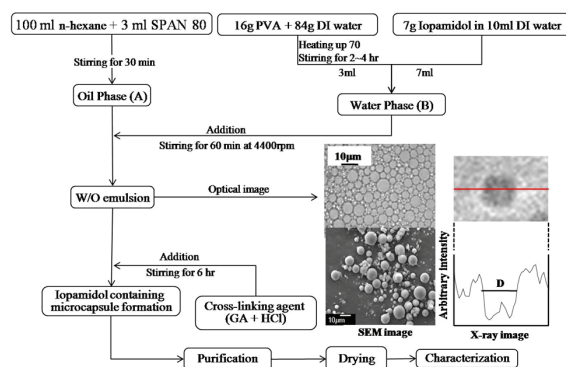 100 ml n-hexane + 3 ml SPAN 80
16g PVA + 84g DI water
7g Iopamidol in 10ml DI water
Heating up 70
Stirring for 2~4 hr
Stirring for 30 min
3ml
7ml
Oil Phase (A)
Water Phase (B)
Addition
Stirring for 60 min at 4400rpm
10μm
W/O emulsion
Optical image
Addition
Stirring for 6 hr
Arbitrary intensity
D
Iopamidol containing
microcapsule formation
Cross-linking agent
(GA + HCl)
10μm
SEM image
X-ray image
Purification
Drying
Characterization